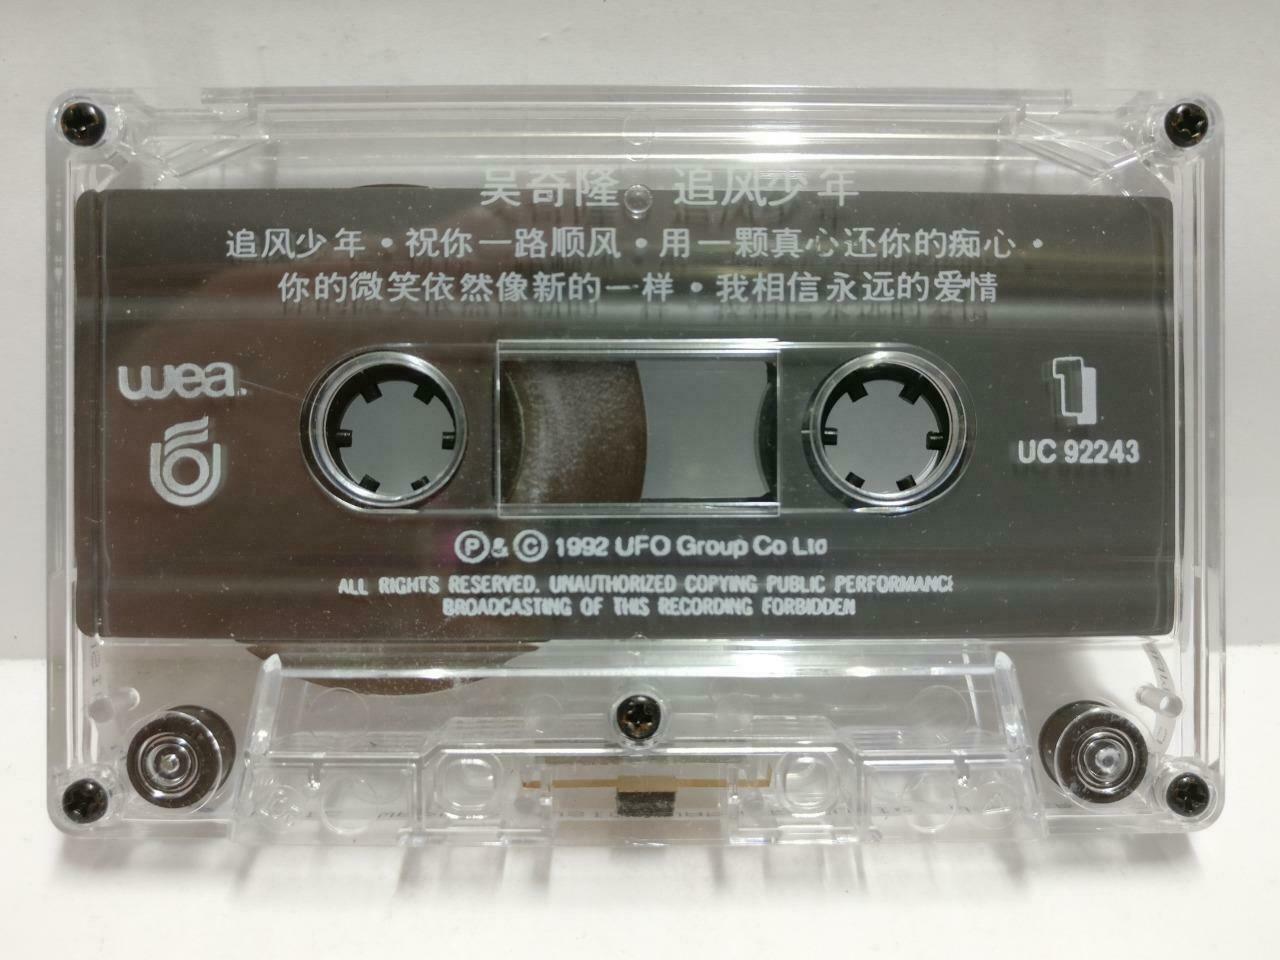 吴奇隆 追风少年
追风少年·祝你一路顺风·用一颗真心还你的痴心·
你的微笑依然像新的一样·我相信永远的爱情
wea.
1
UC 92243
Ⓟ& © 1992 UFO Group Co Ltd
ALL RIGHTS RESERVED. UNAUTHORIZED COPYING PUBLIC PERFORMANCE
BROADCASTING OF THIS RECORDING FORBIDDEN